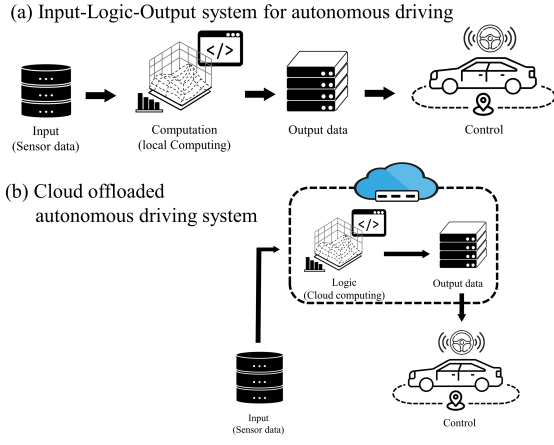 (a) Input-Logic-Output system for autonomous driving
</>
Input
(Sensor data)
Computation
(local Computing)
Output data
Control
(b) Cloud offloaded
autonomous driving system
</>
Logic
(Cloud computing)
Output data
Input
(Sensor data)
Control